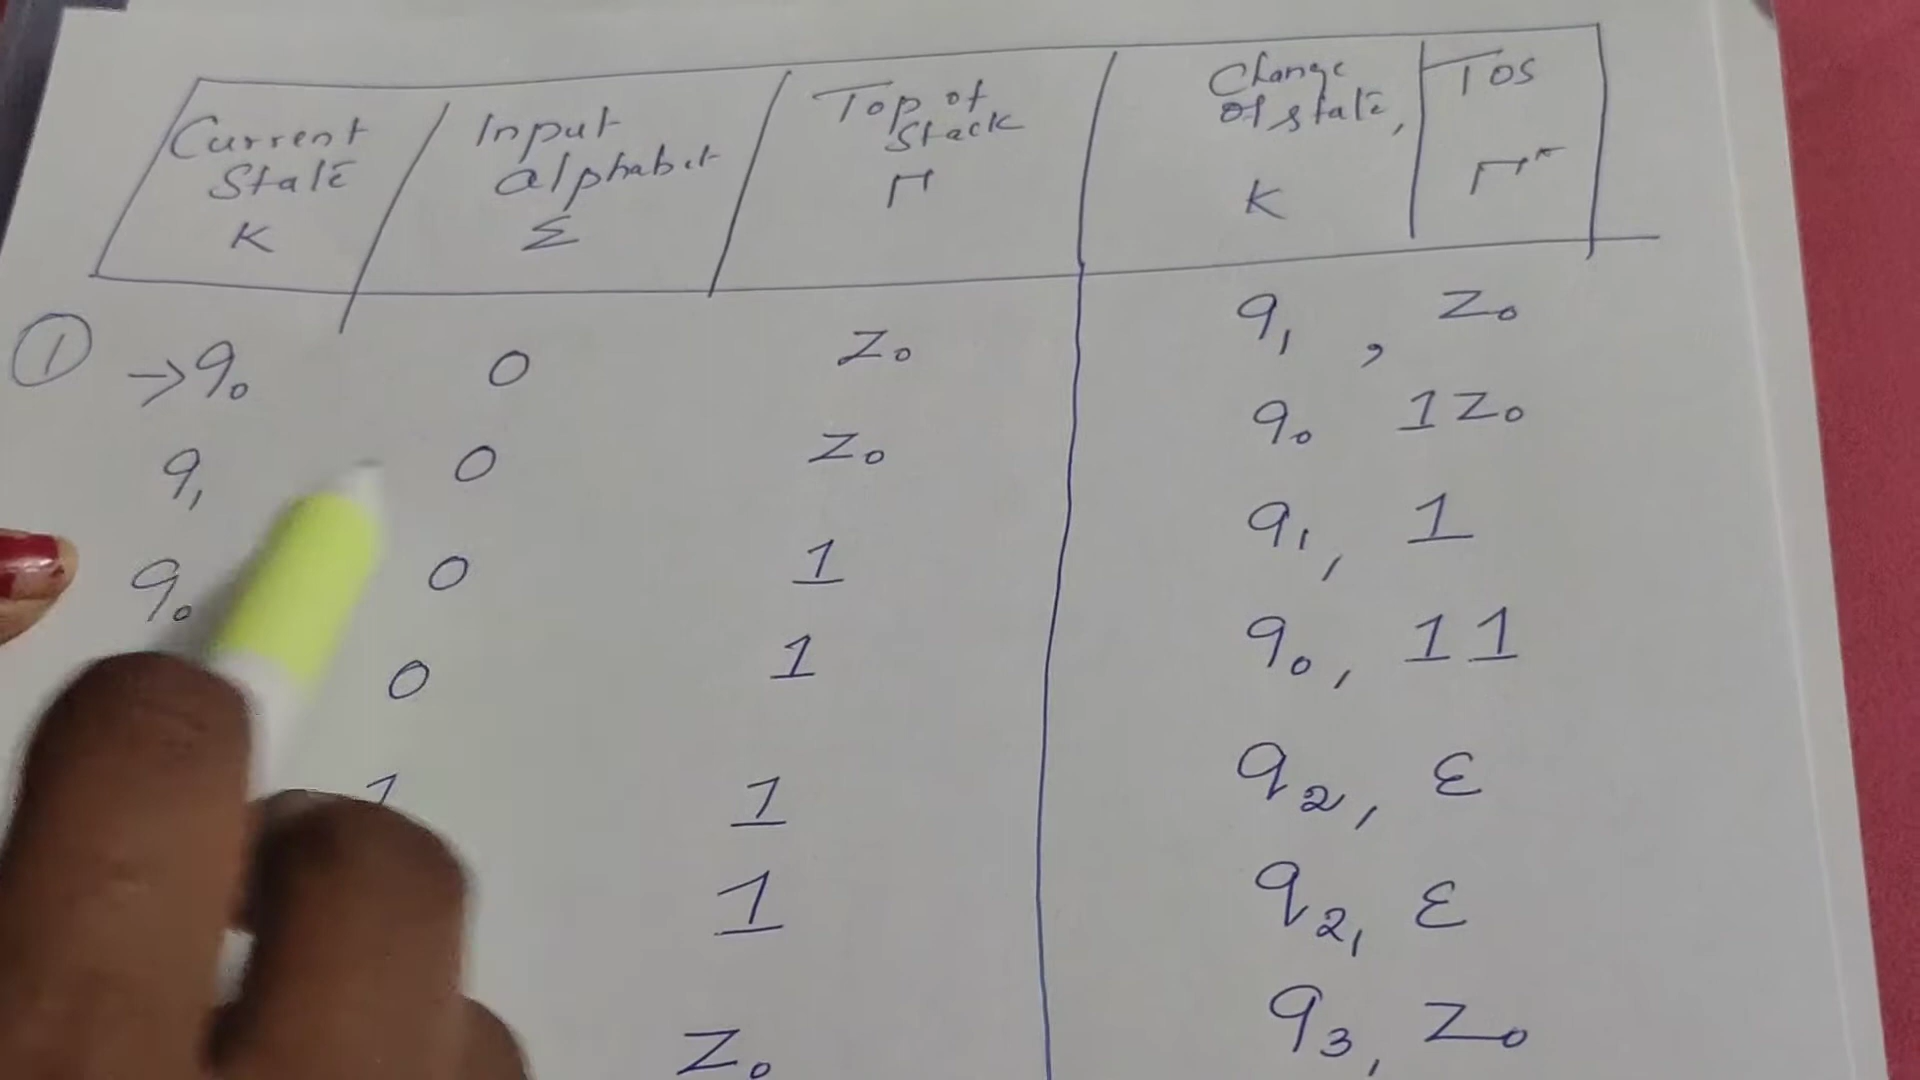 Current State K Input alphabet Σ Top of Stack Γ Change of state, K TOS Γ*
① →q₀ 0 Z₀ q₁, Z₀
q₁ 0 Z₀ q₀ 1Z₀
q₀ 0 1 q₁, 1
0 1 q₀, 11
1 1 q₂, ε
1 q₂, ε
Z₀ q₃, Z₀